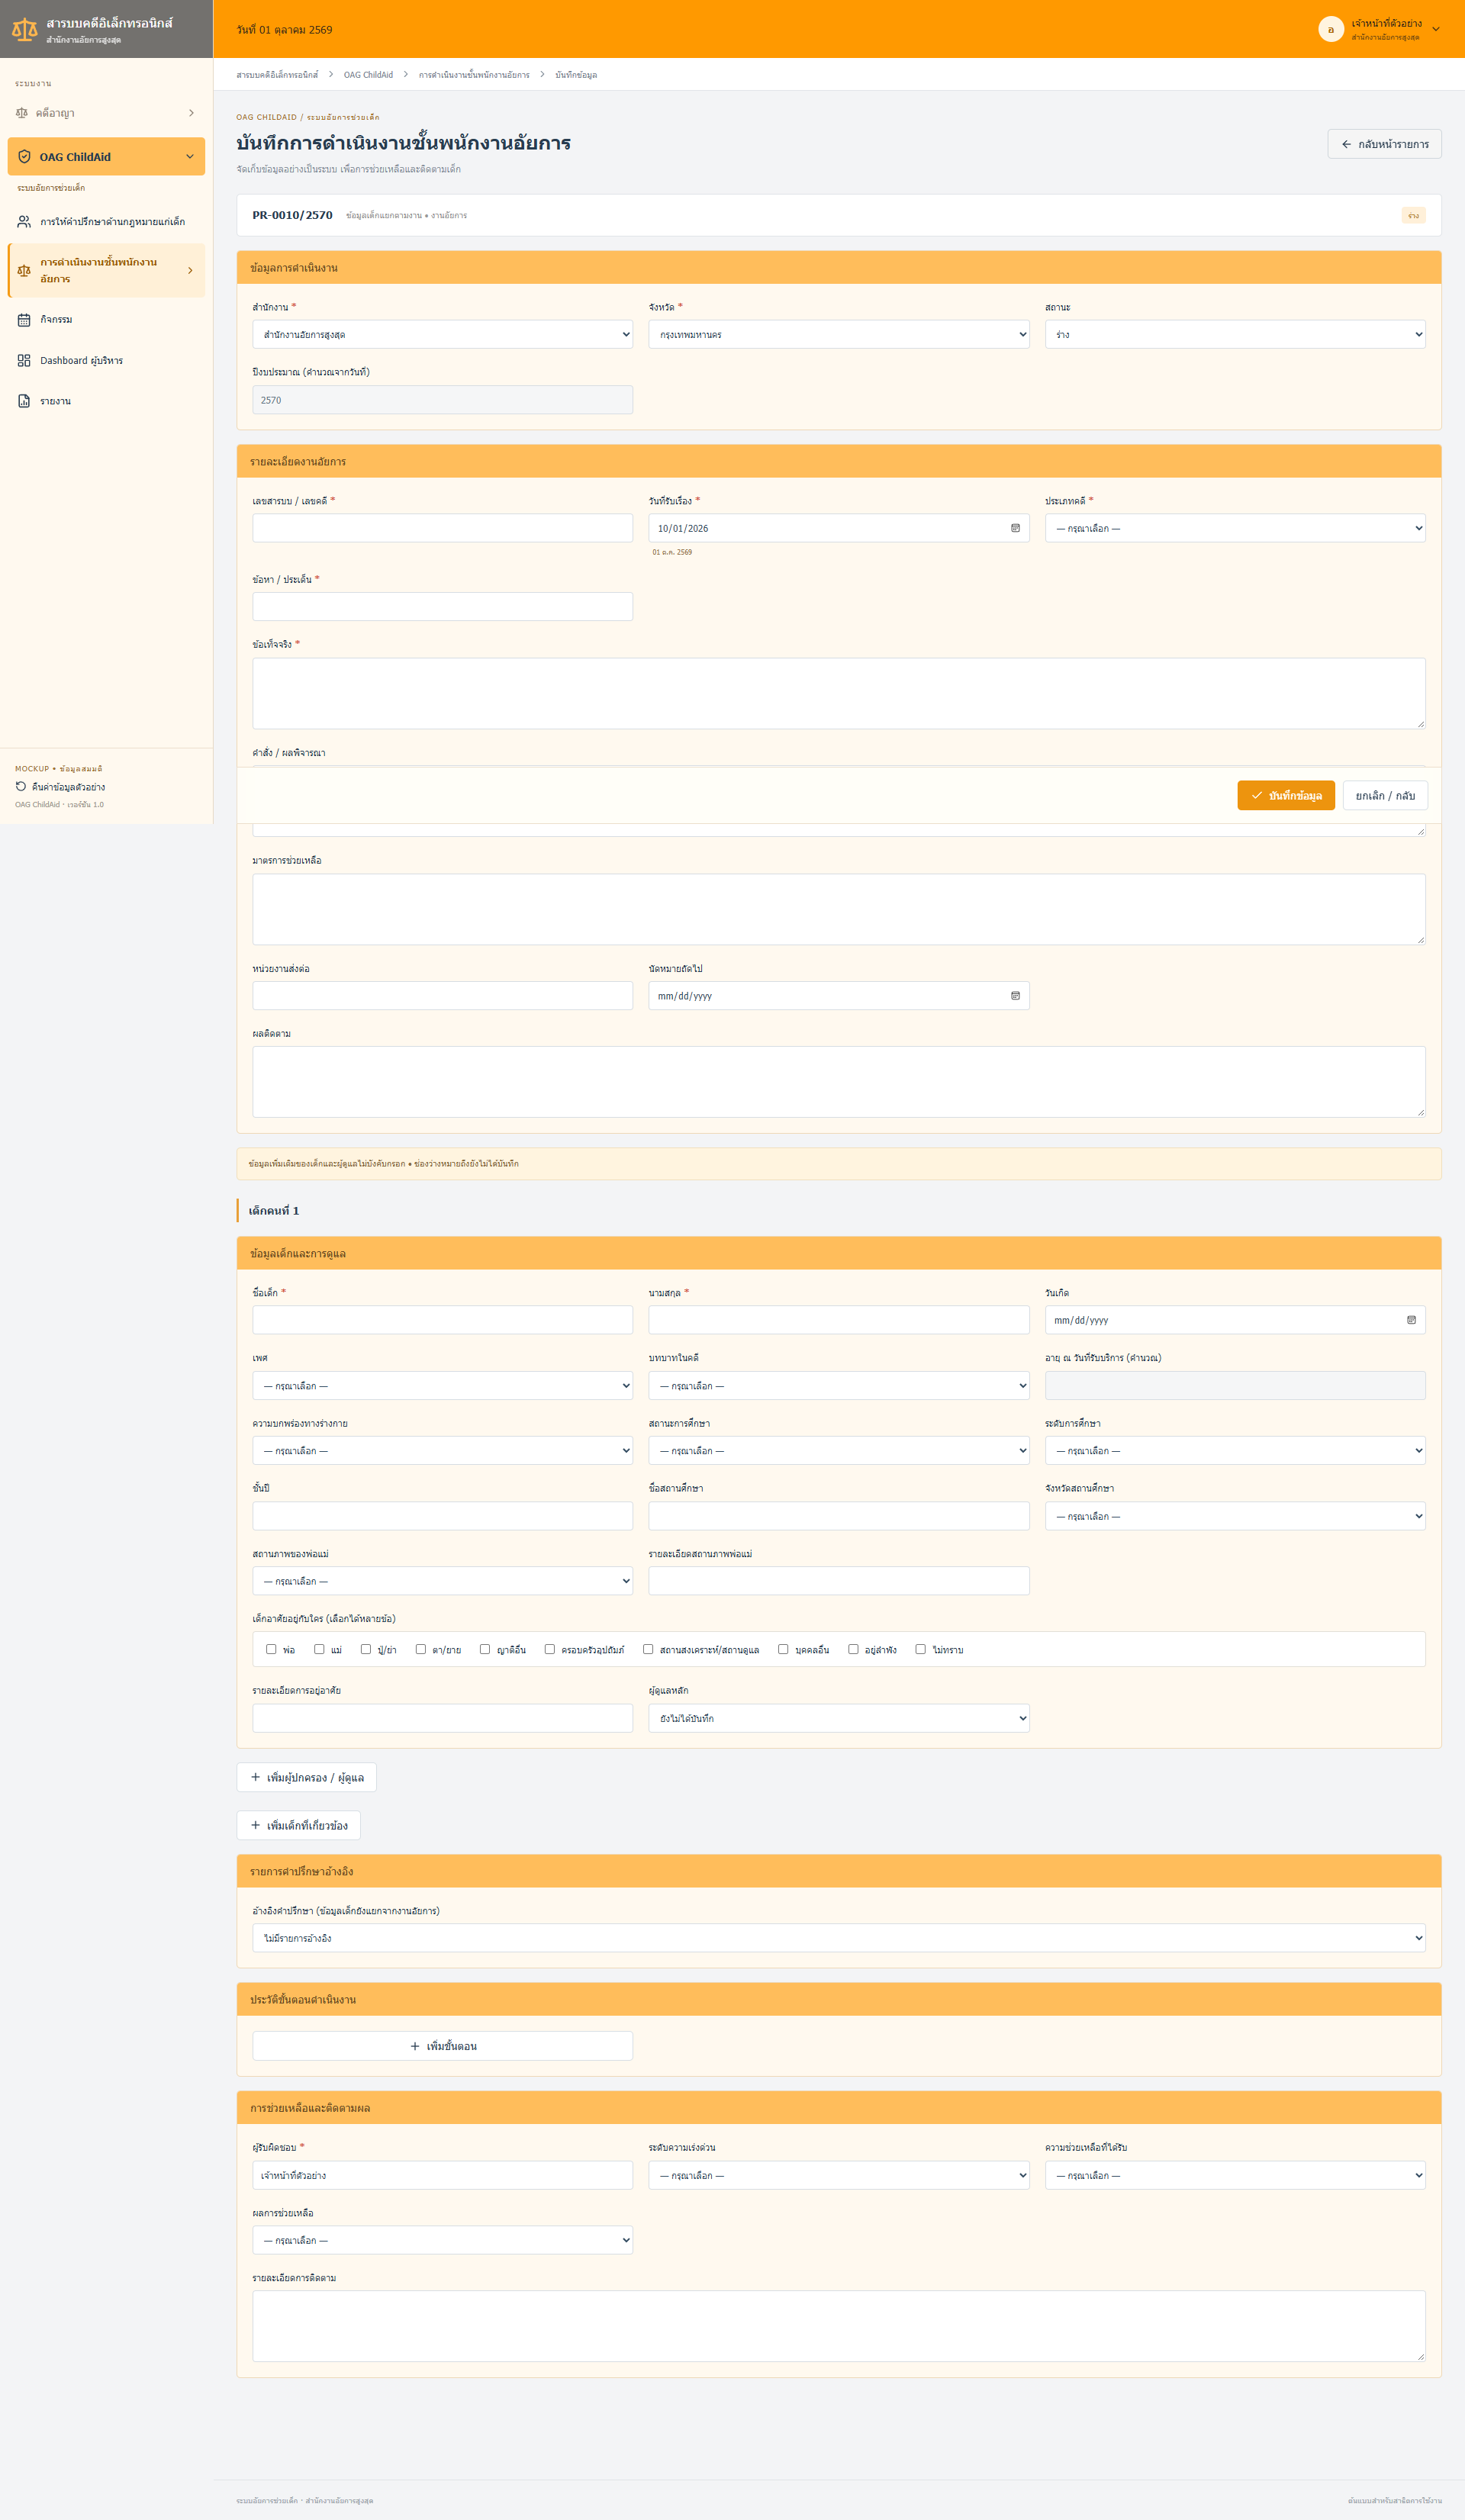 สารบบคดีอิเล็กทรอนิกส์
สำนักงานอัยการสูงสุด
วันที่ 01 ตุลาคม 2569
อ
เจ้าหน้าที่ตัวอย่าง
สำนักงานอัยการสูงสุด
ระบบงาน
คดีอาญา
OAG ChildAid
ระบบอัยการช่วยเด็ก
การให้คำปรึกษาด้านกฎหมายแก่เด็ก
การดำเนินงานชั้นพนักงาน
อัยการ
กิจกรรม
Dashboard ผู้บริหาร
รายงาน
MOCKUP • ข้อมูลสมมติ
คืนค่าข้อมูลตัวอย่าง
OAG ChildAid · เวอร์ชัน 1.0
สารบบคดีอิเล็กทรอนิกส์ > OAG ChildAid > การดำเนินงานชั้นพนักงานอัยการ > บันทึกข้อมูล
OAG CHILDAID / ระบบอัยการช่วยเด็ก
บันทึกการดำเนินงานชั้นพนักงานอัยการ
จัดเก็บข้อมูลอย่างเป็นระบบ เพื่อการช่วยเหลือและติดตามเด็ก
กลับหน้ารายการ
PR-0010/2570 ข้อมูลเด็กแยกตามงาน • งานอัยการ
ร่าง
ข้อมูลการดำเนินงาน
สำนักงาน * จังหวัด * สถานะ
สำนักงานอัยการสูงสุด กรุงเทพมหานคร ร่าง
ปีงบประมาณ (คำนวณจากวันที่)
2570
รายละเอียดงานอัยการ
เลขสารบบ / เลขคดี * วันที่รับเรื่อง * ประเภทคดี *
10/01/2026 — กรุณาเลือก —
01 ต.ค. 2569
ข้อหา / ประเด็น *
ข้อเท็จจริง *
คำสั่ง / ผลพิจารณา
บันทึกข้อมูล ยกเลิก / กลับ
มาตรการช่วยเหลือ
หน่วยงานส่งต่อ นัดหมายถัดไป
mm/dd/yyyy
ผลติดตาม
ข้อมูลเพิ่มเติมของเด็กและผู้ดูแลไม่บังคับกรอก • ช่องว่างหมายถึงยังไม่ได้บันทึก
เด็กคนที่ 1
ข้อมูลเด็กและการดูแล
ชื่อเด็ก * นามสกุล * วันเกิด
mm/dd/yyyy
เพศ บทบาทในคดี อายุ ณ วันที่รับบริการ (คำนวณ)
— กรุณาเลือก — — กรุณาเลือก —
ความบกพร่องทางร่างกาย สถานะการศึกษา ระดับการศึกษา
— กรุณาเลือก — — กรุณาเลือก — — กรุณาเลือก —
ชั้นปี ชื่อสถานศึกษา จังหวัดสถานศึกษา
— กรุณาเลือก —
สถานภาพของพ่อแม่ รายละเอียดสถานภาพพ่อแม่
— กรุณาเลือก —
เด็กอาศัยอยู่กับใคร (เลือกได้หลายข้อ)
พ่อ แม่ ปู่/ย่า ตา/ยาย ญาติอื่น ครอบครัวอุปถัมภ์ สถานสงเคราะห์/สถานดูแล บุคคลอื่น อยู่ลำพัง ไม่ทราบ
รายละเอียดการอยู่อาศัย ผู้ดูแลหลัก
ยังไม่ได้บันทึก
เพิ่มผู้ปกครอง / ผู้ดูแล
เพิ่มเด็กที่เกี่ยวข้อง
รายการคำปรึกษาอ้างอิง
อ้างอิงคำปรึกษา (ข้อมูลเด็กยังแยกจากงานอัยการ)
ไม่มีรายการอ้างอิง
ประวัติขั้นตอนดำเนินงาน
เพิ่มขั้นตอน
การช่วยเหลือและติดตามผล
ผู้รับผิดชอบ * ระดับความเร่งด่วน ความช่วยเหลือที่ได้รับ
เจ้าหน้าที่ตัวอย่าง — กรุณาเลือก — — กรุณาเลือก —
ผลการช่วยเหลือ
— กรุณาเลือก —
รายละเอียดการติดตาม
ระบบอัยการช่วยเด็ก · สำนักงานอัยการสูงสุด
ต้นแบบสำหรับสาธิตการใช้งาน